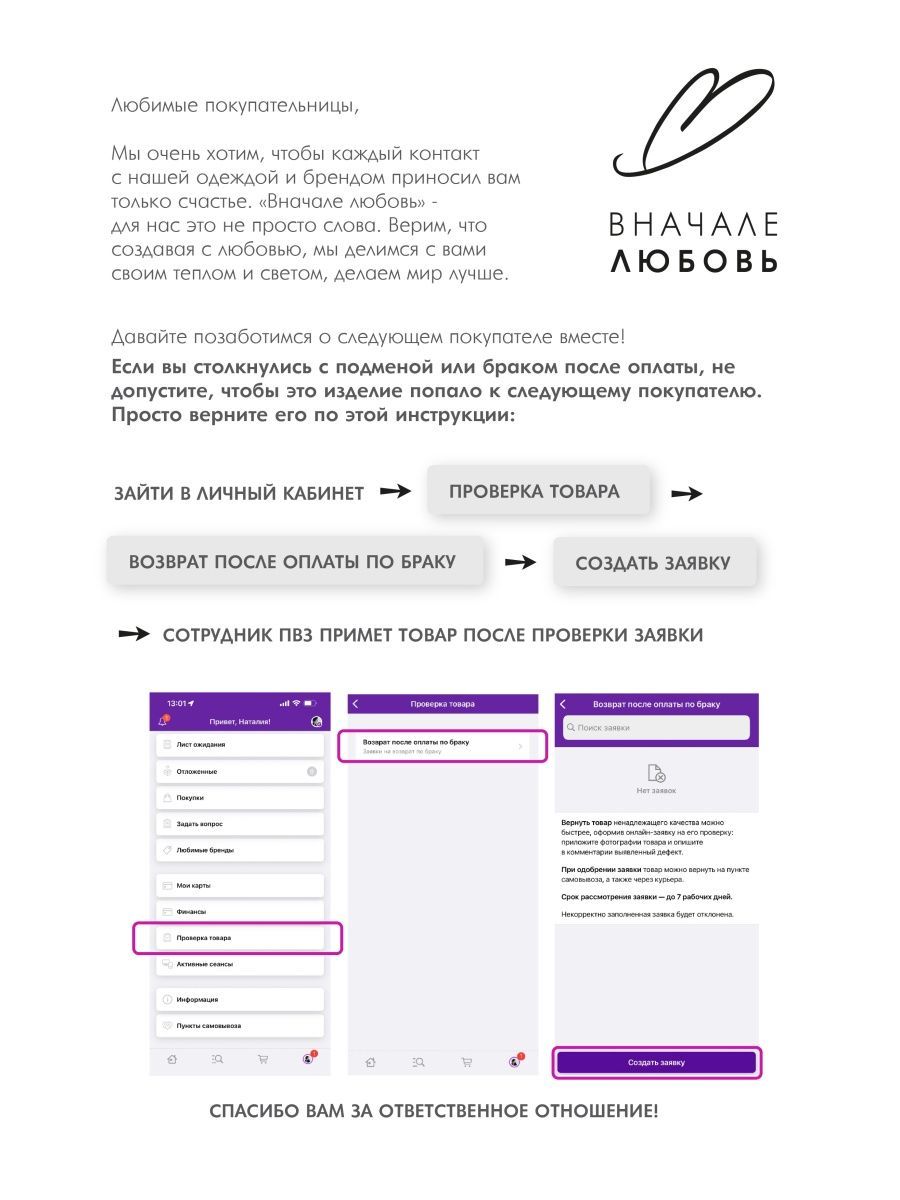 Любимые покупательницы,
Мы очень хотим, чтобы каждый контакт
с нашей одеждой и брендом приносил вам
только счастье. «Вначале любовь» -
для нас это не просто слова. Верим, что
создавая с любовью, мы делимся с вами
своим теплом и светом, делаем мир лучше.
ВНАЧАЛЕ
ЛЮБОВЬ
Давайте позаботимся о следующем покупателе вместе!
Если вы столкнулись с подменой или браком после оплаты, не
допустите, чтобы это изделие попало к следующему покупателю.
Просто верните его по этой инструкции:
ЗАЙТИ В ЛИЧНЫЙ КАБИНЕТ → ПРОВЕРКА ТОВАРА →
ВОЗВРАТ ПОСЛЕ ОПЛАТЫ ПО БРАКУ → СОЗДАТЬ ЗАЯВКУ
→ СОТРУДНИК ПВЗ ПРИМЕТ ТОВАР ПОСЛЕ ПРОВЕРКИ ЗАЯВКИ
13:01
Привет, Наталия!
Лист ожидания
Отложенные
Покупки
Задать вопрос
Любимые бренды
Мои карты
Финансы
Проверка товара
Активные сеансы
Информация
Пункты самовывоза
1
Проверка товара
Возврат после оплаты по браку
Заявки на возврат по браку
1
Возврат после оплаты по браку
Поиск заявки
Нет заявок
Вернуть товар ненадлежащего качества можно
быстрее, оформив онлайн-заявку на его проверку:
приложите фотографии товара и опишите
в комментарии выявленный дефект.
При одобрении заявки товар можно вернуть на пункте
самовывоза, а также через курьера.
Срок рассмотрения заявки — до 7 рабочих дней.
Некорректно заполненная заявка будет отклонена.
Создать заявку
СПАСИБО ВАМ ЗА ОТВЕТСТВЕННОЕ ОТНОШЕНИЕ!